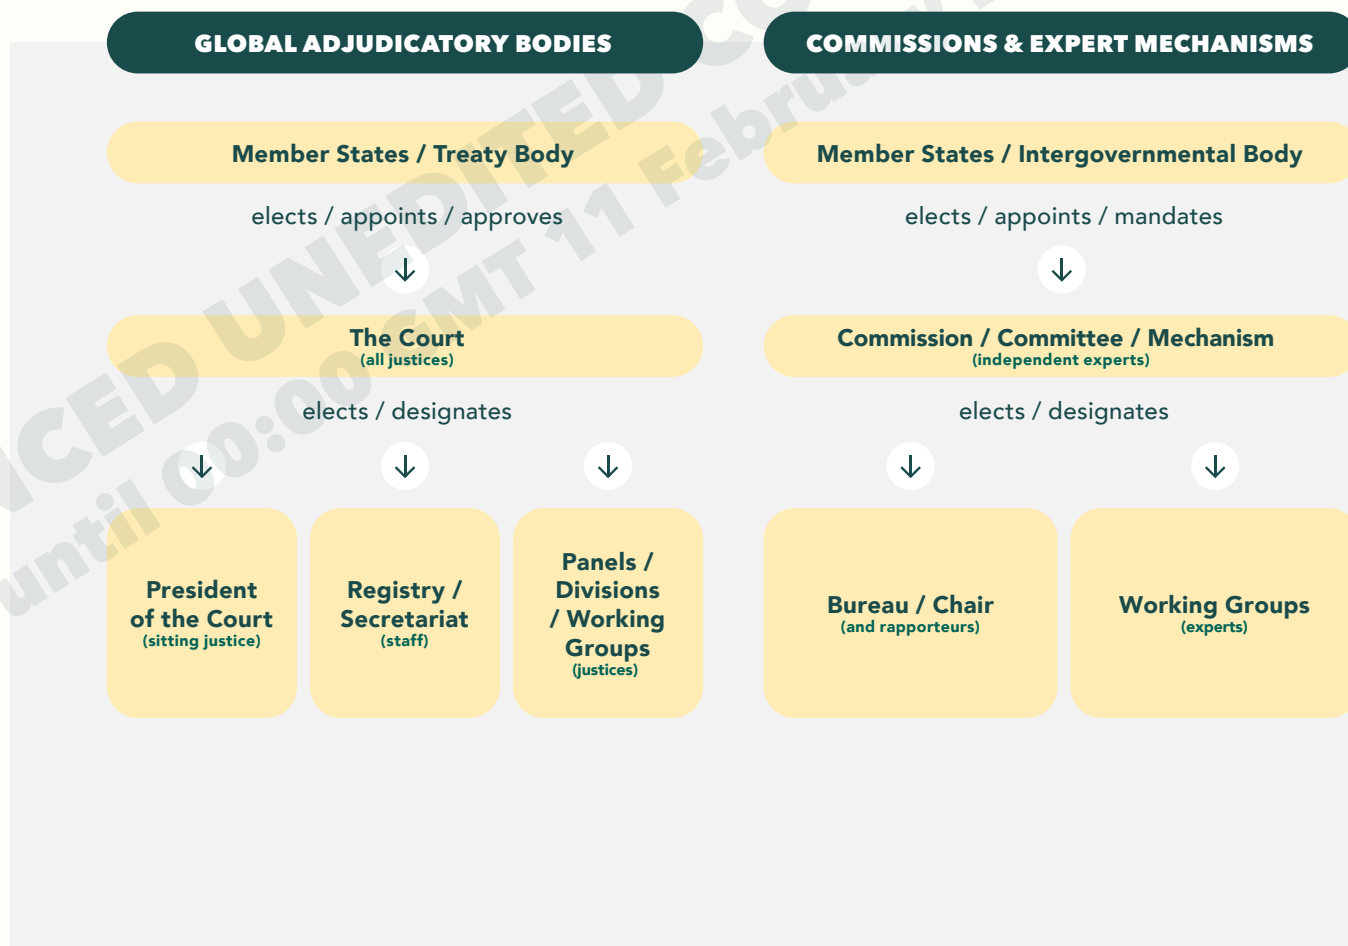 GLOBAL ADJUDICATORY BODIES
Member States / Treaty Body
elects / appoints / approves
The Court
(all justices)
elects / designates
President
of the Court
(sitting justice)
Registry /
Secretariat
(staff)
Panels /
Divisions
/ Working
Groups
(justices)
COMMISSIONS & EXPERT MECHANISMS
Member States / Intergovernmental Body
elects / appoints / mandates
Commission / Committee / Mechanism
(independent experts)
elects / designates
Bureau / Chair
(and rapporteurs)
Working Groups
(experts)
UNEDITED
until 00:00 GMT 11